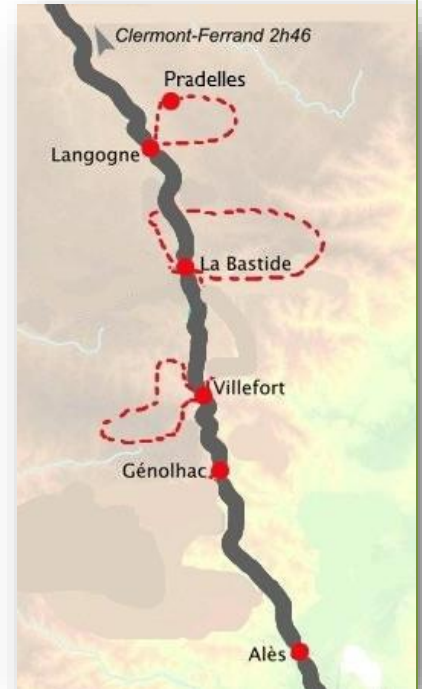 Clermont-Ferrand 2h46
Pradelles
Langogne
La Bastide
Villefort
Génolhac
Alès